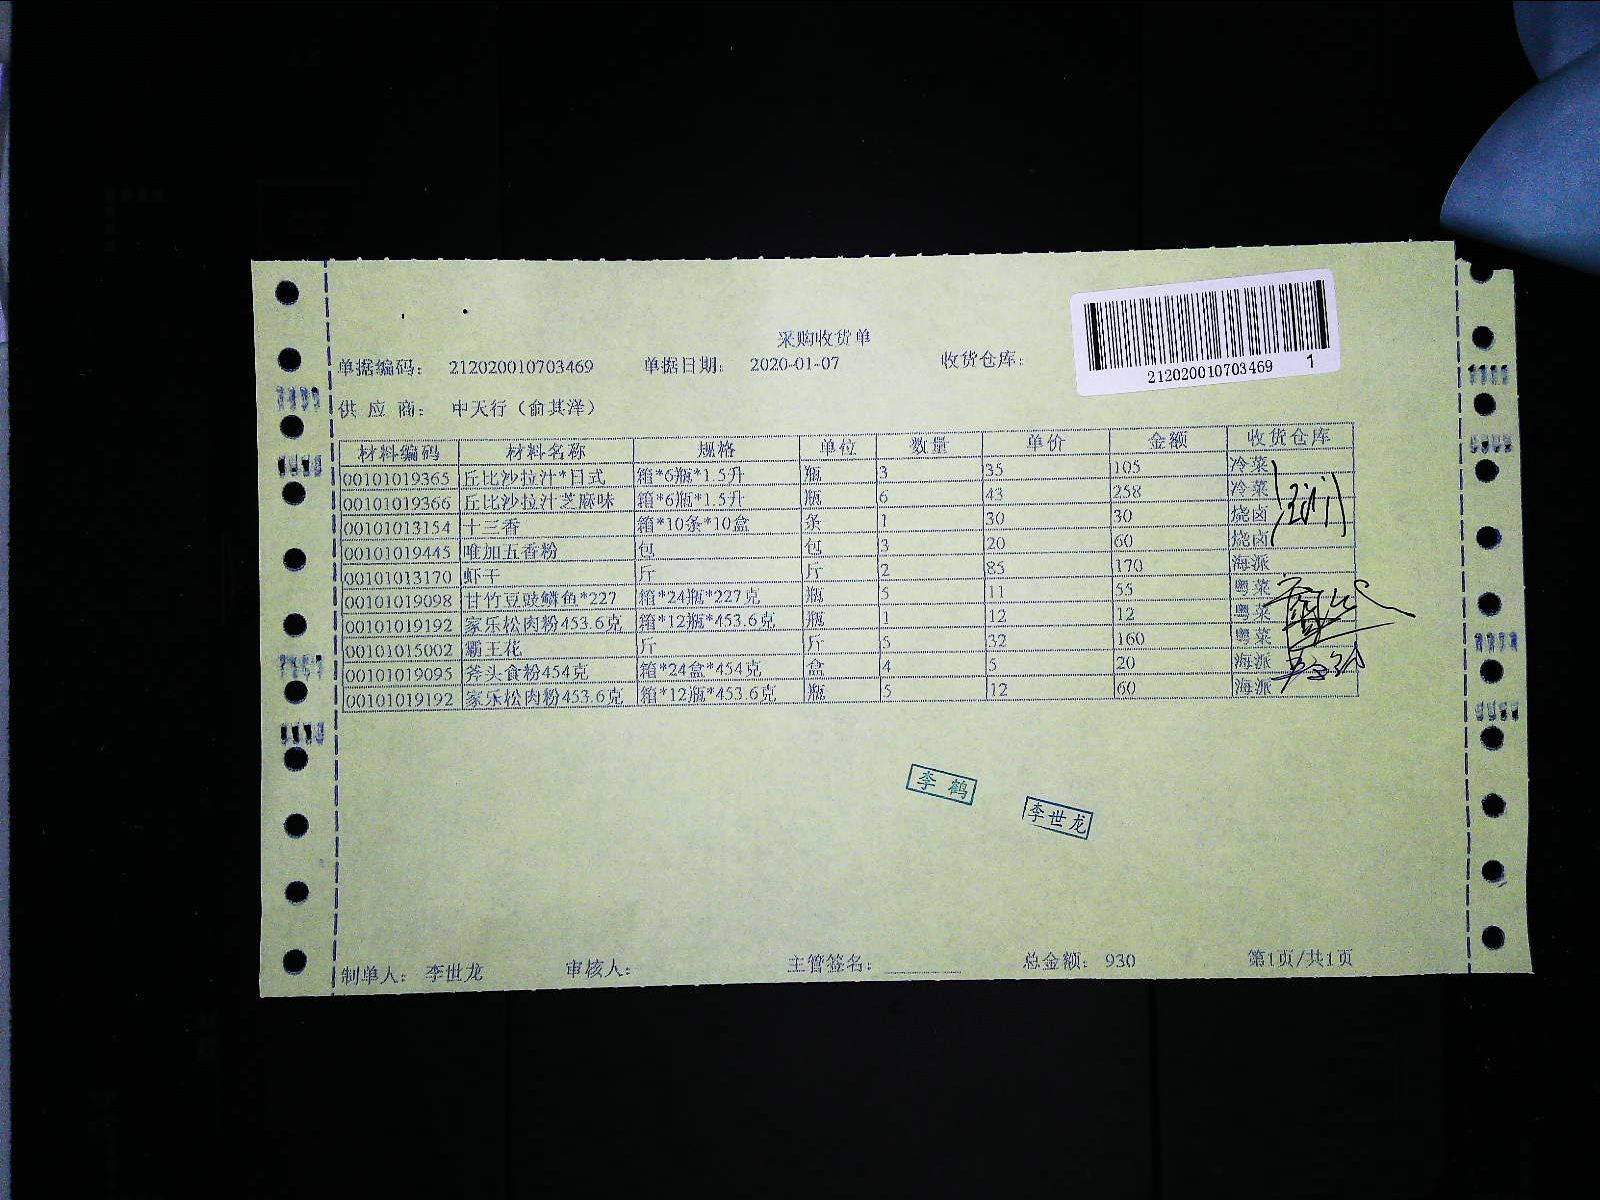 212020010703469 1
采购收货单
单据编码： 212020010703469 单据日期： 2020-01-07 收货仓库：
供 应 商： 中天行（俞其洋）
材料编码 材料名称 规格 单位 数量 单价 金额 收货仓库
00101019365 丘比沙拉汁*日式 箱*6瓶*1.5升 瓶 3 35 105 冷菜
00101019366 丘比沙拉汁芝麻味 箱*6瓶*1.5升 瓶 6 43 258 冷菜
00101013154 十三香 箱*10条*10盒 条 1 30 30 烧卤
00101019445 唯加五香粉 包 包 3 20 60 烧卤
00101013170 虾干 斤 斤 2 85 170 海派
00101019098 甘竹豆豉鳞鱼*227 箱*24瓶*227克 瓶 5 11 55 粤菜
00101019192 家乐松肉粉453.6克 箱*12瓶*453.6克 瓶 1 12 12 粤菜
00101015002 霸王花 斤 斤 5 32 160 粤菜
00101019095 斧头食粉454克 箱*24盒*454克 盒 4 5 20 海派
00101019192 家乐松肉粉453.6克 箱*12瓶*453.6克 瓶 5 12 60 海派
李 鹤
李世龙
制单人： 李世龙 审核人： 主管签名： 总金额： 930 第1页/共1页